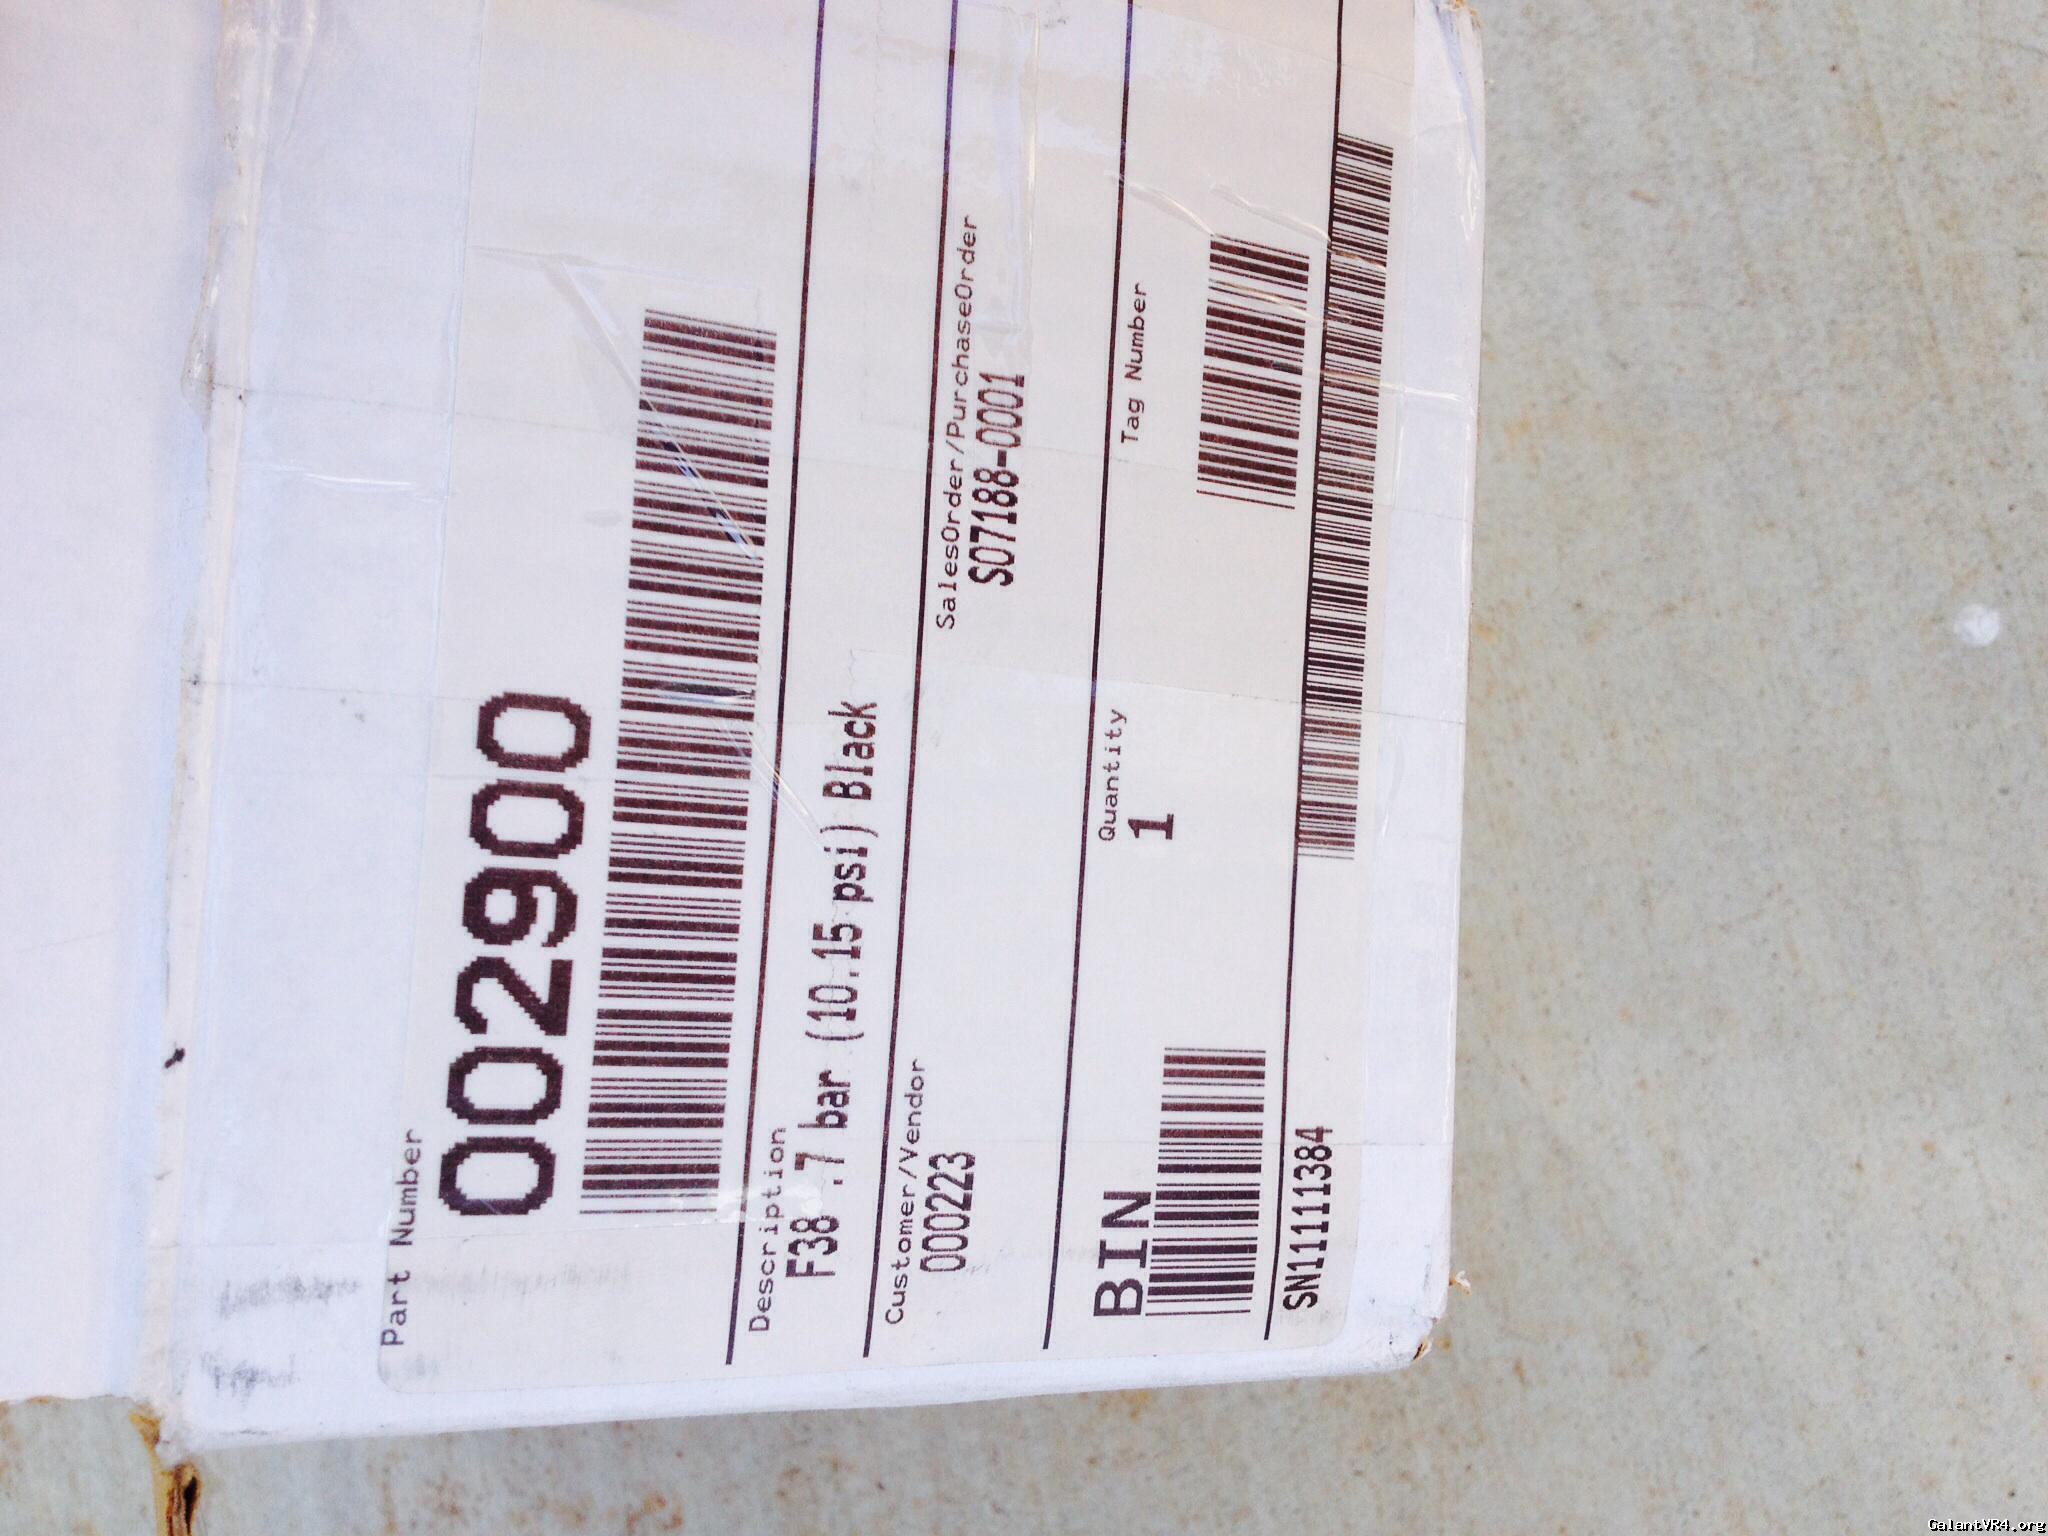 Part Number
002900
Description
F38 .7 bar (10.15 psi) Black
Customer/Vendor
000223
SalesOrder/PurchaseOrder
SO7188-0001
BIN
Quantity
1
Tag Number
SN11111384
GalantVR4.org